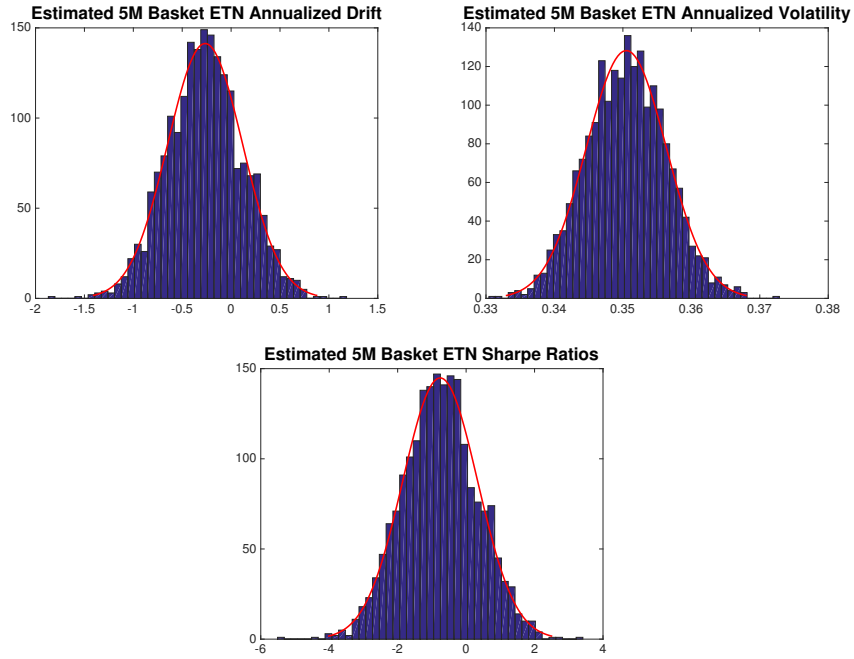 Estimated 5M Basket ETN Annualized Drift
150
100
50
0
-2 -1.5 -1 -0.5 0 0.5 1 1.5
Estimated 5M Basket ETN Annualized Volatility
140
120
100
80
60
40
20
0
0.33 0.34 0.35 0.36 0.37 0.38
Estimated 5M Basket ETN Sharpe Ratios
150
100
50
0
-6 -4 -2 0 2 4